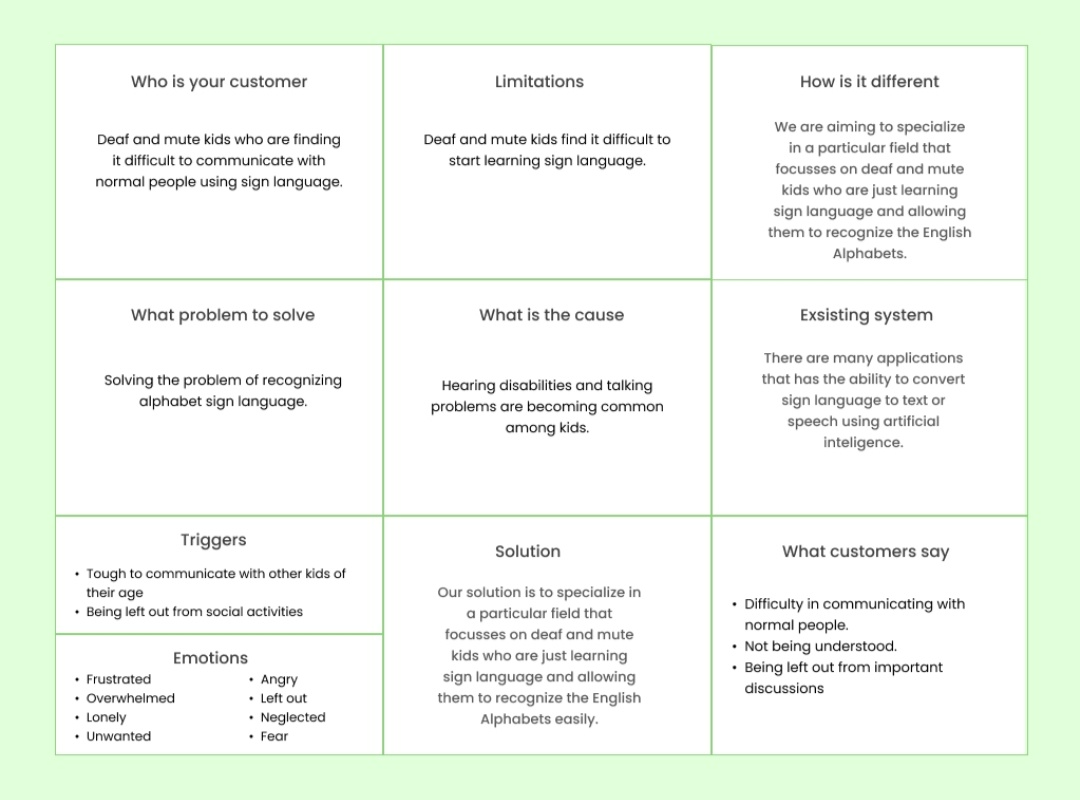 Who is your customer
Deaf and mute kids who are finding
it difficult to communicate with
normal people using sign language.
Limitations
Deaf and mute kids find it difficult to
start learning sign language.
How is it different
We are aiming to specialize
in a particular field that
focusses on deaf and mute
kids who are just learning
sign language and allowing
them to recognize the English
Alphabets.
What problem to solve
Solving the problem of recognizing
alphabet sign language.
What is the cause
Hearing disabilities and talking
problems are becoming common
among kids.
Exsisting system
There are many applications
that has the ability to convert
sign language to text or
speech using artificial
inteligence.
Triggers
• Tough to communicate with other kids of
their age
• Being left out from social activities
Emotions
• Frustrated
• Overwhelmed
• Lonely
• Unwanted
• Angry
• Left out
• Neglected
• Fear
Solution
Our solution is to specialize in
a particular field that
focusses on deaf and mute
kids who are just learning
sign language and allowing
them to recognize the English
Alphabets easily.
What customers say
• Difficulty in communicating with
normal people.
• Not being understood.
• Being left out from important
discussions